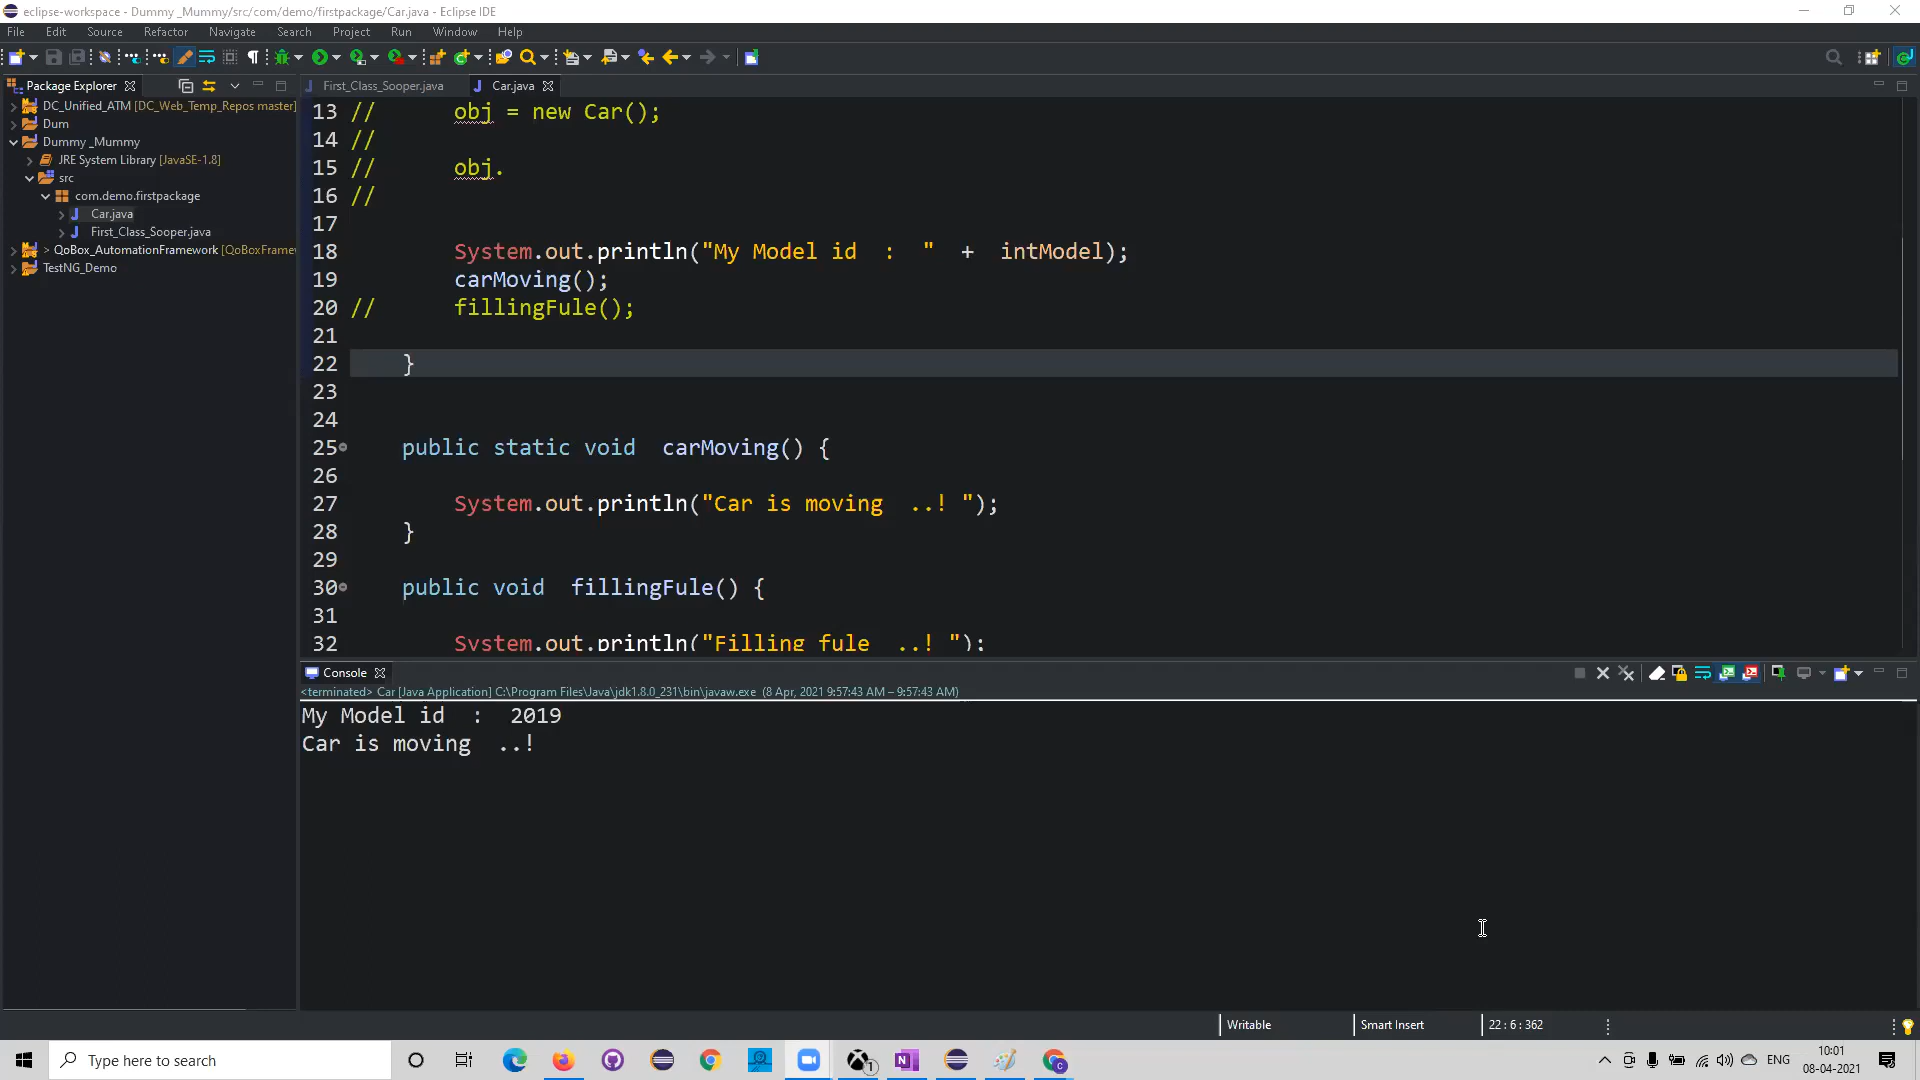 eclipse-workspace - Dummy _Mummy/src/com/demo/firstpackage/Car.java - Eclipse IDE
File Edit Source Refactor Navigate Search Project Run Window Help
Package Explorer
DC_Unified_ATM [DC_Web_Temp_Repos master]
Dum
Dummy _Mummy
JRE System Library [JavaSE-1.8]
src
com.demo.firstpackage
Car.java
First_Class_Sooper.java
> QoBox_AutomationFramework [QoBoxFramew
TestNG_Demo
First_Class_Sooper.java Car.java
13 // obj = new Car();
14 //
15 // obj.
16 //
17
18 System.out.println("My Model id  :  "  +  intModel);
19 carMoving();
20 // fillingFule();
21
22 }
23
24
25 public static void  carMoving() {
26
27 System.out.println("Car is moving  ..! ");
28 }
29
30 public void  fillingFule() {
31
32 System.out.println("Filling fule  ..! ");
Console
<terminated> Car [Java Application] C:\Program Files\Java\jdk1.8.0_231\bin\javaw.exe (8 Apr, 2021 9:57:43 AM – 9:57:43 AM)
My Model id  :  2019
Car is moving  ..!
Writable Smart Insert 22 : 6 : 362
Type here to search
1
ENG
10:01
08-04-2021